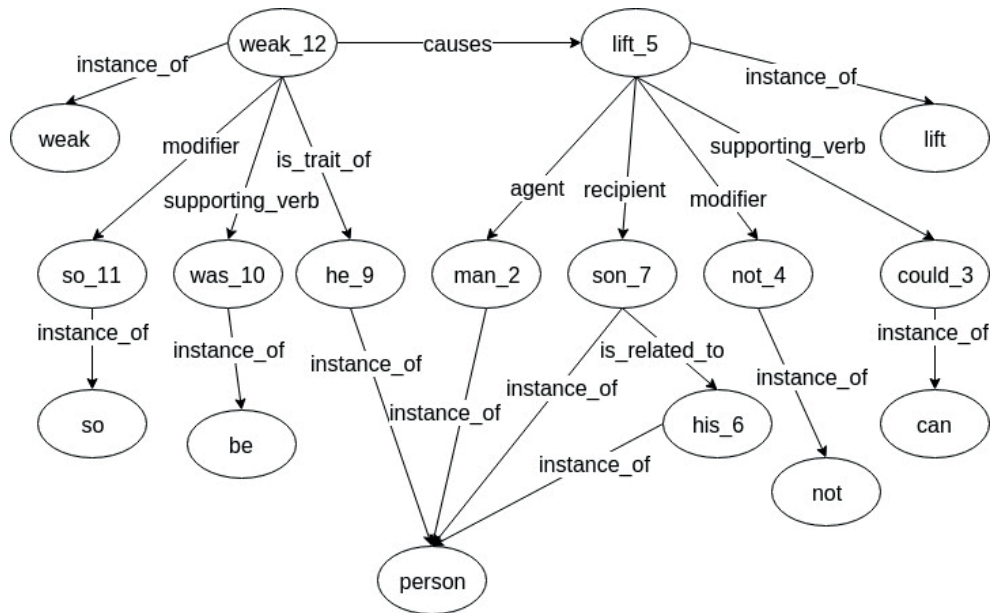 weak_12
causes
lift_5
instance_of
instance_of
weak
modifier
is_trait_of
supporting_verb
lift
supporting_verb
agent
recipient
modifier
so_11
was_10
he_9
man_2
son_7
not_4
could_3
instance_of
instance_of
instance_of
instance_of
instance_of
is_related_to
instance_of
instance_of
so
be
his_6
can
instance_of
not
person